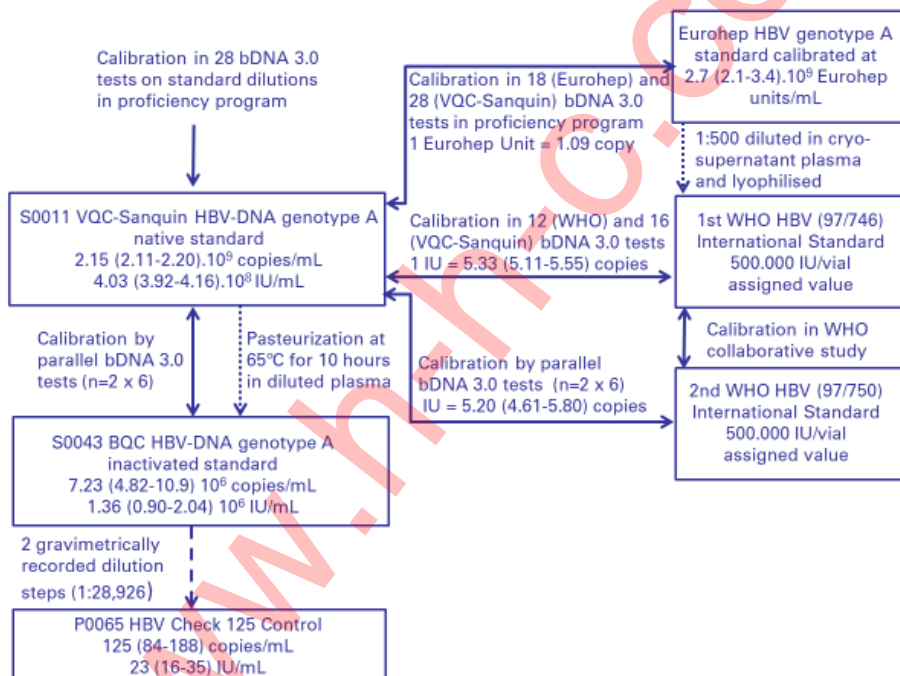 Calibration in 28 bDNA 3.0
tests on standard dilutions
in proficiency program
Calibration in 18 (Eurohep) and
28 (VQC-Sanquin) bDNA 3.0
tests in proficiency program
1 Eurohep Unit = 1.09 copy
Eurohep HBV genotype A
standard calibrated at
2.7 (2.1-3.4).10⁹ Eurohep
units/mL
1:500 diluted in cryo-
supernatant plasma
and lyophilised
S0011 VQC-Sanquin HBV-DNA genotype A
native standard
2.15 (2.11-2.20).10⁹ copies/mL
4.03 (3.92-4.16).10⁸ IU/mL
Calibration in 12 (WHO) and 16
(VQC-Sanquin) bDNA 3.0 tests
1 IU = 5.33 (5.11-5.55) copies
1st WHO HBV (97/746)
International Standard
500.000 IU/vial
assigned value
Calibration by
parallel bDNA 3.0
tests (n=2 x 6)
Pasteurization at
65ºC for 10 hours
in diluted plasma
Calibration by parallel
bDNA 3.0 tests (n=2 x 6)
IU = 5.20 (4.61-5.80) copies
Calibration in WHO
collaborative study
2nd WHO HBV (97/750)
International Standard
500.000 IU/vial
assigned value
S0043 BQC HBV-DNA genotype A
inactivated standard
7.23 (4.82-10.9) 10⁶ copies/mL
1.36 (0.90-2.04) 10⁶ IU/mL
2 gravimetrically
recorded dilution
steps (1:28,926)
P0065 HBV Check 125 Control
125 (84-188) copies/mL
23 (16-35) IU/mL
w.h-h-c.co